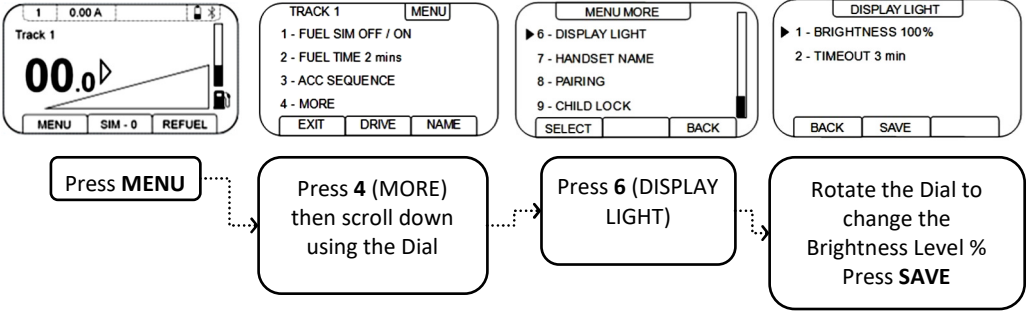 1 0.00 A
Track 1
00.0
MENU SIM - 0 REFUEL
TRACK 1 MENU
1 - FUEL SIM OFF / ON
2 - FUEL TIME 2 mins
3 - ACC SEQUENCE
4 - MORE
EXIT DRIVE NAME
MENU MORE
6 - DISPLAY LIGHT
7 - HANDSET NAME
8 - PAIRING
9 - CHILD LOCK
SELECT BACK
DISPLAY LIGHT
1 - BRIGHTNESS 100%
2 - TIMEOUT 3 min
BACK SAVE
Press MENU
Press 4 (MORE)
then scroll down
using the Dial
Press 6 (DISPLAY
LIGHT)
Rotate the Dial to
change the
Brightness Level %
Press SAVE